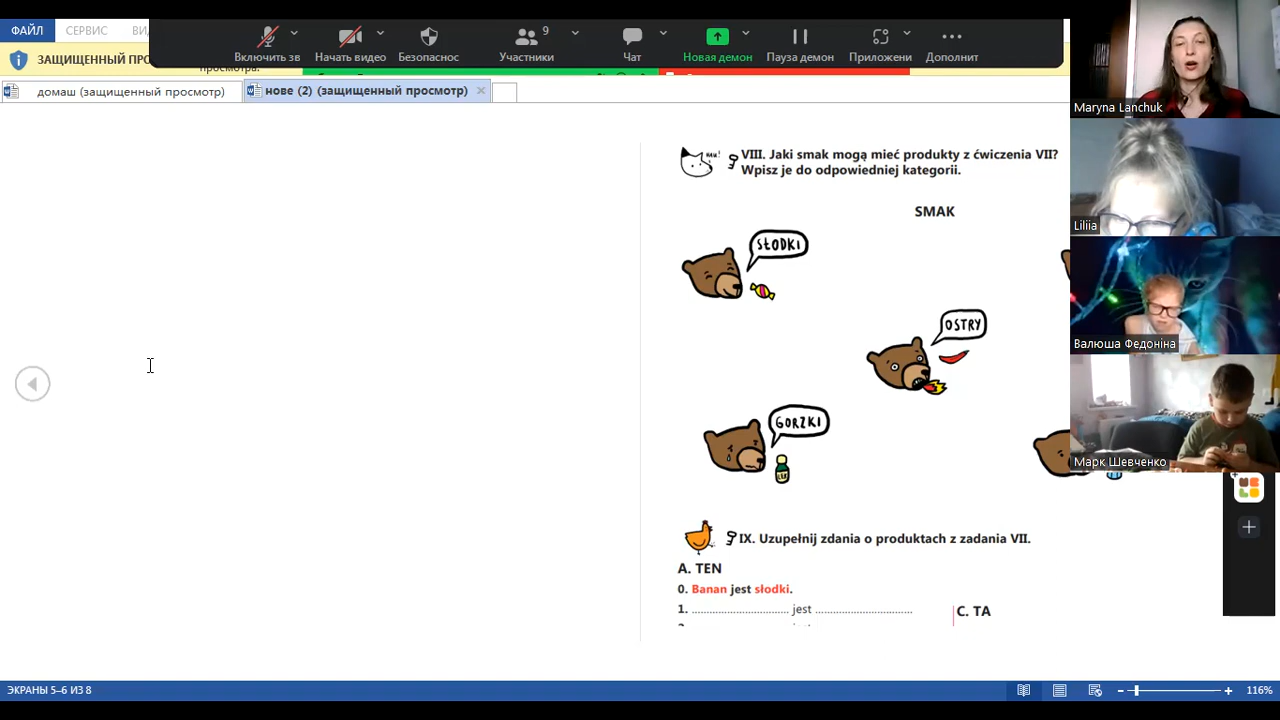 ФАЙЛ
СЕРВИС
ВИ
ЗАЩИЩЕННЫЙ ПРО
просмотра.
Включить зв
Начать видео
Безопаснос
9
Участники
Чат
Новая демон
Пауза демон
Приложени
Дополнит
домаш (защищенный просмотр)
нове (2) (защищенный просмотр)
Maryna Lanchuk
Liliia
Валюша Федоніна
Марк Шевченко
VIII. Jaki smak mogą mieć produkty z ćwiczenia VII?
Wpisz je do odpowiedniej kategorii.
SMAK
SŁODKI
OSTRY
GORZKI
IX. Uzupełnij zdania o produktach z zadania VII.
A. TEN
0. Banan jest słodki.
1. .............................. jest ..............................
C. TA
ЭКРАНЫ 5–6 ИЗ 8
116%